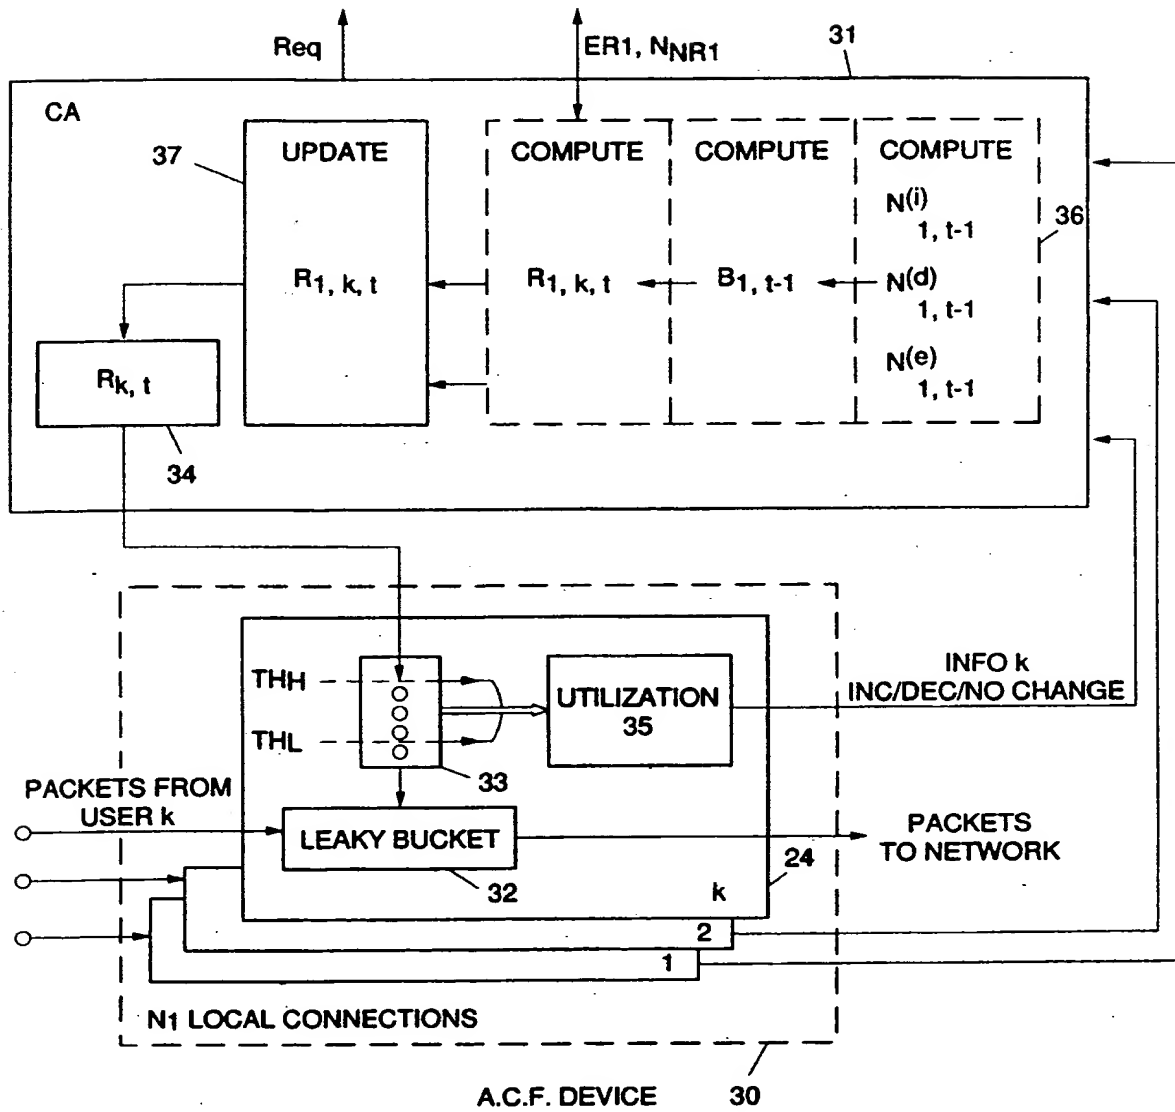 Req
ER1, NNR1
31
CA
37
UPDATE
COMPUTE
COMPUTE
COMPUTE
N(i)
1, t-1
36
R1, k, t
R1, k, t
B1, t-1
N(d)
1, t-1
N(e)
1, t-1
Rk, t
34
THH
THL
UTILIZATION
35
INFO k
INC/DEC/NO CHANGE
33
PACKETS FROM
USER k
LEAKY BUCKET
32
PACKETS
TO NETWORK
24
k
2
1
N1 LOCAL CONNECTIONS
A.C.F. DEVICE
30